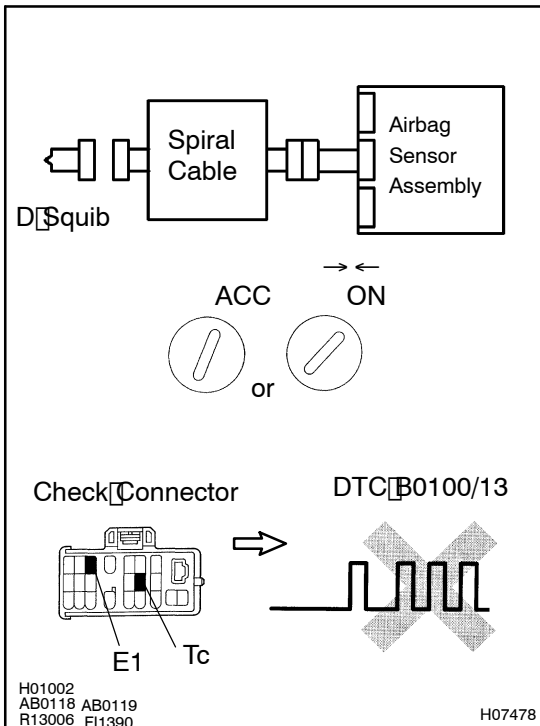 Spiral
Cable
Airbag
Sensor
Assembly
D▯Squib
ACC ON
or
Check▯Connector
DTC▯B0100/13
E1 Tc
H01002
AB0118 AB0119
R13006 FI1390
H07478